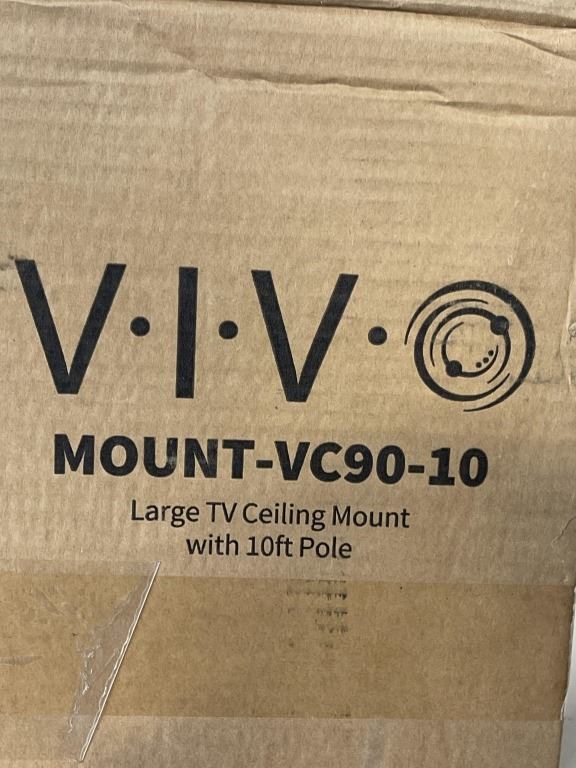 V·I·V·O
MOUNT-VC90-10
Large TV Ceiling Mount
with 10ft Pole